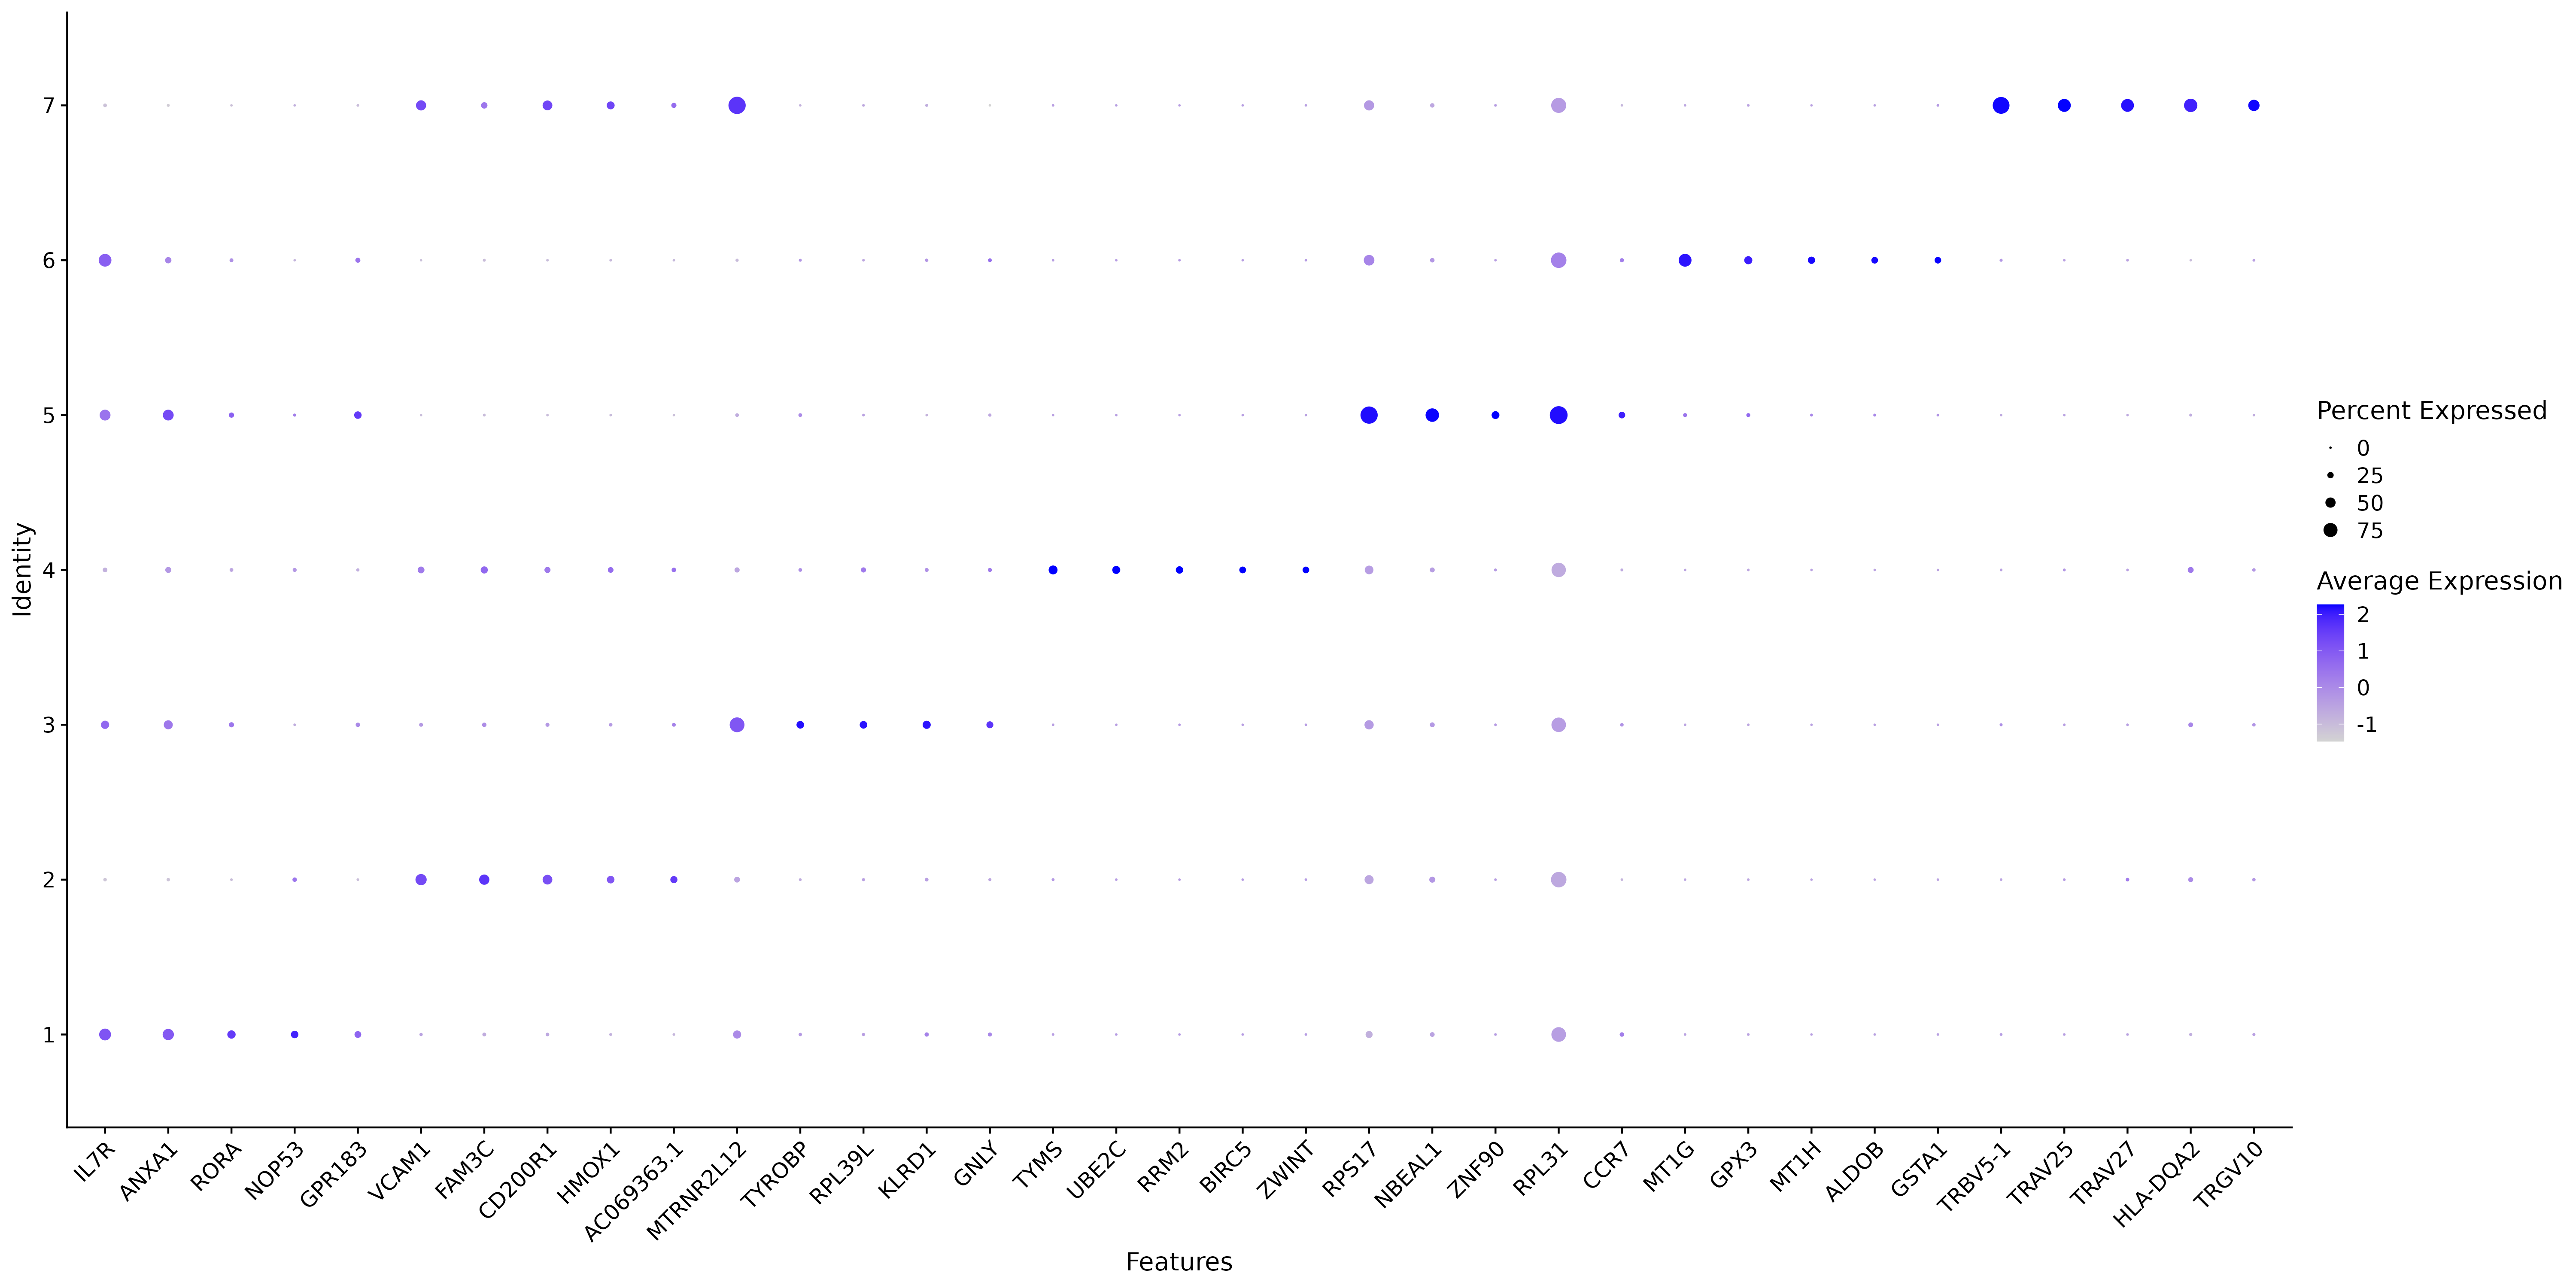 7
6
5
4
3
2
1
Identity
IL7R
ANXA1
RORA
NOP53
GPR183
VCAM1
FAM3C
CD200R1
HMOX1
AC069363.1
MTRNR2L12
TYROBP
RPL39L
KLRD1
GNLY
TYMS
UBE2C
RRM2
BIRC5
ZWINT
RPS17
NBEAL1
ZNF90
RPL31
CCR7
MT1G
GPX3
MT1H
ALDOB
GSTA1
TRBV5-1
TRAV25
TRAV27
HLA-DQA2
TRGV10
Features
Percent Expressed
0
25
50
75
Average Expression
2
1
0
-1